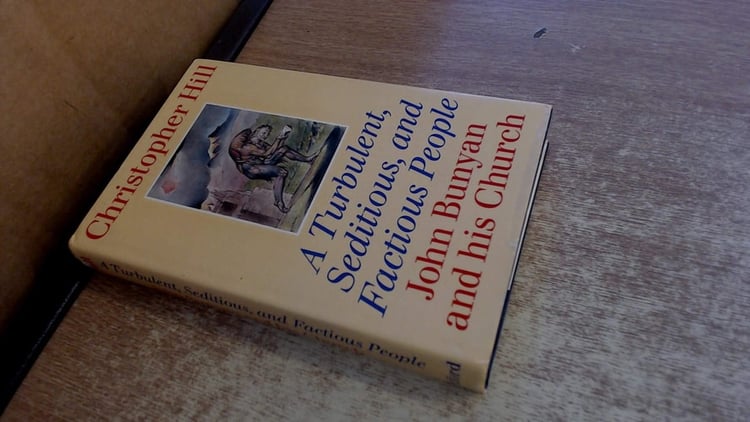 Christopher Hill
A Turbulent,
Seditious, and
Factious People
John Bunyan
and his Church
A Turbulent, Seditious, and Factious People